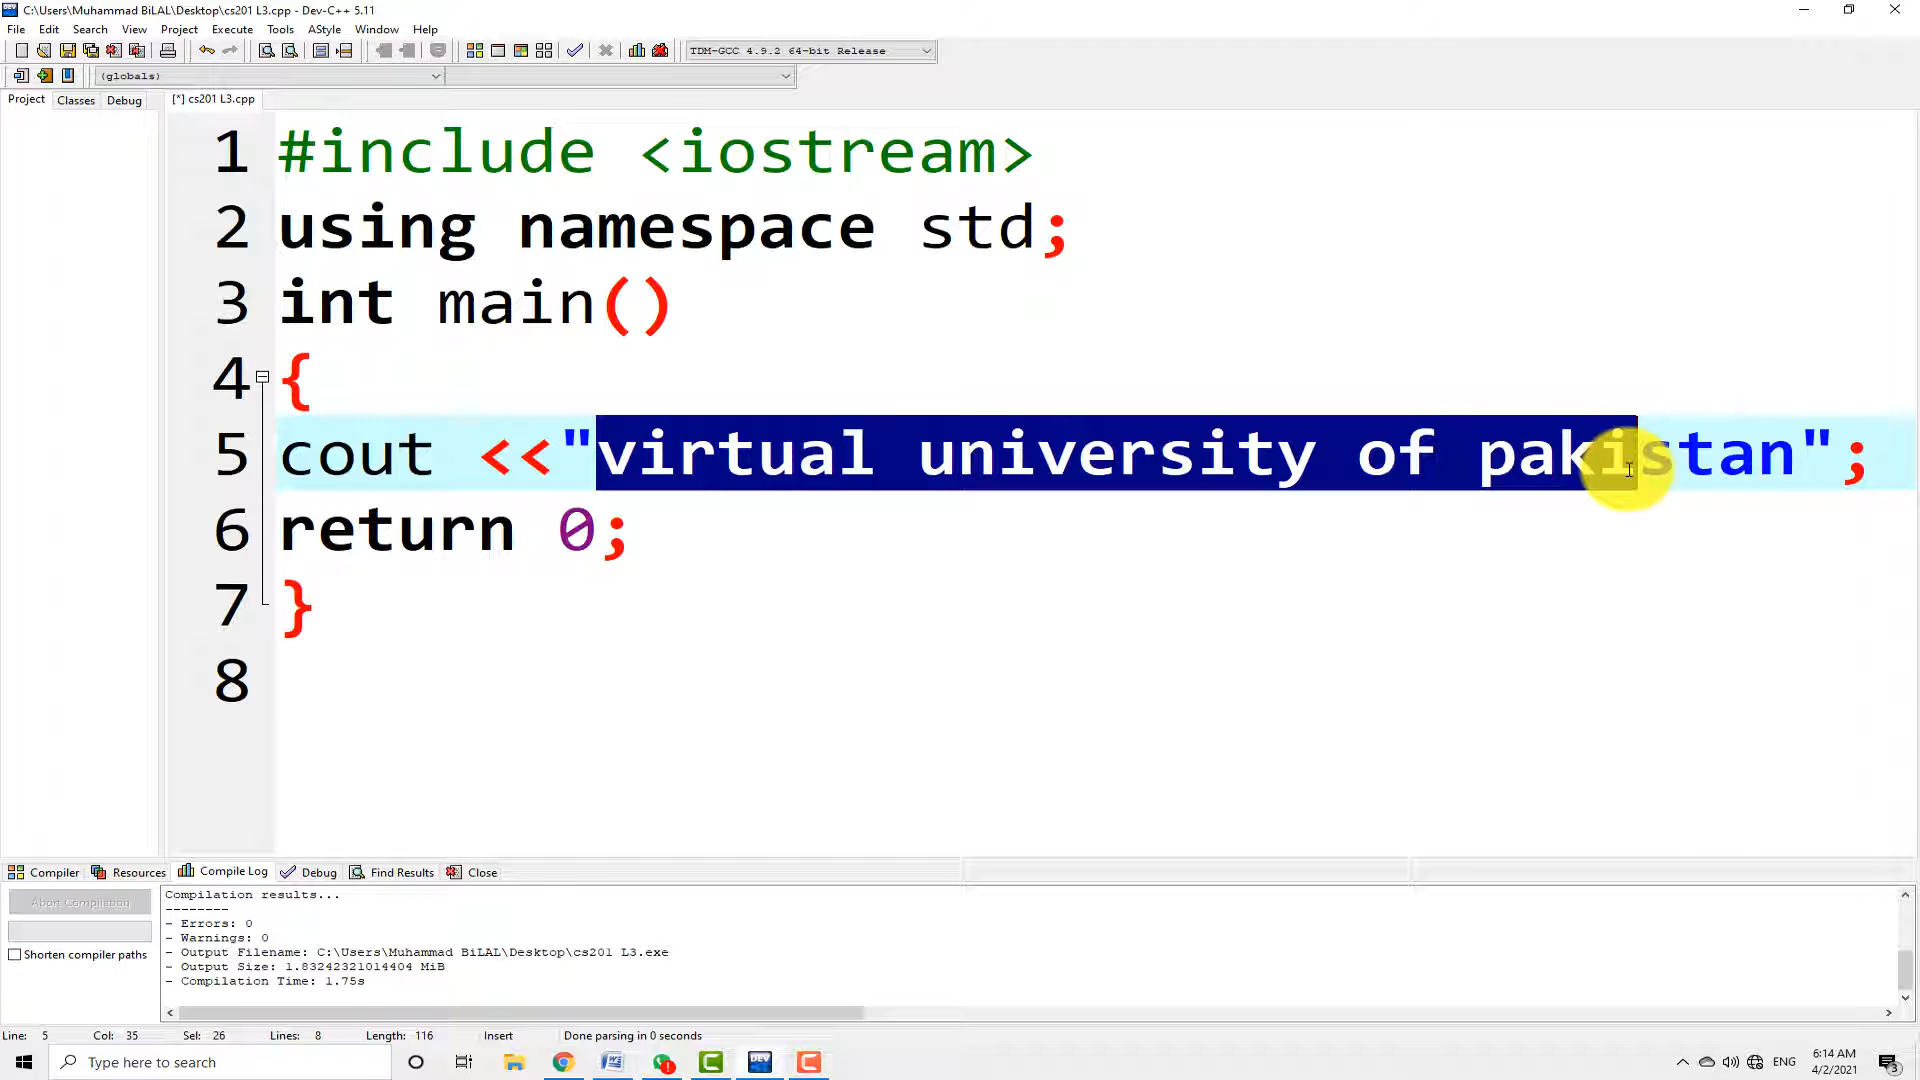 C:\Users\Muhammad BiLAL\Desktop\cs201 L3.cpp - Dev-C++ 5.11
File Edit Search View Project Execute Tools AStyle Window Help
TDM-GCC 4.9.2 64-bit Release
(globals)
Project Classes Debug [*] cs201 L3.cpp
1 #include <iostream>
2 using namespace std;
3 int main()
4 {
5 cout <<"virtual university of pakistan";
6 return 0;
7 }
8
Compiler Resources Compile Log Debug Find Results Close
Abort Compilation
Shorten compiler paths
Compilation results...
--------
- Errors: 0
- Warnings: 0
- Output Filename: C:\Users\Muhammad BiLAL\Desktop\cs201 L3.exe
- Output Size: 1.83242321014404 MiB
- Compilation Time: 1.75s
Line: 5 Col: 35 Sel: 26 Lines: 8 Length: 116 Insert Done parsing in 0 seconds
Type here to search
DEV
ENG
6:14 AM
4/2/2021
3